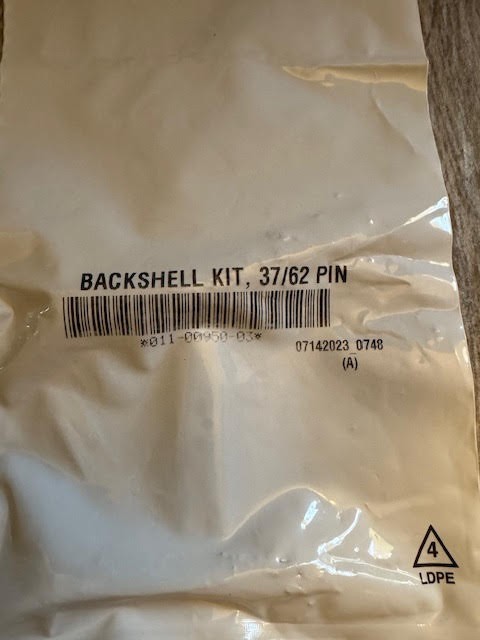 BACKSHELL KIT, 37/62 PIN
*011-00950-03*
07142023_0748
(A)
4
LDPE